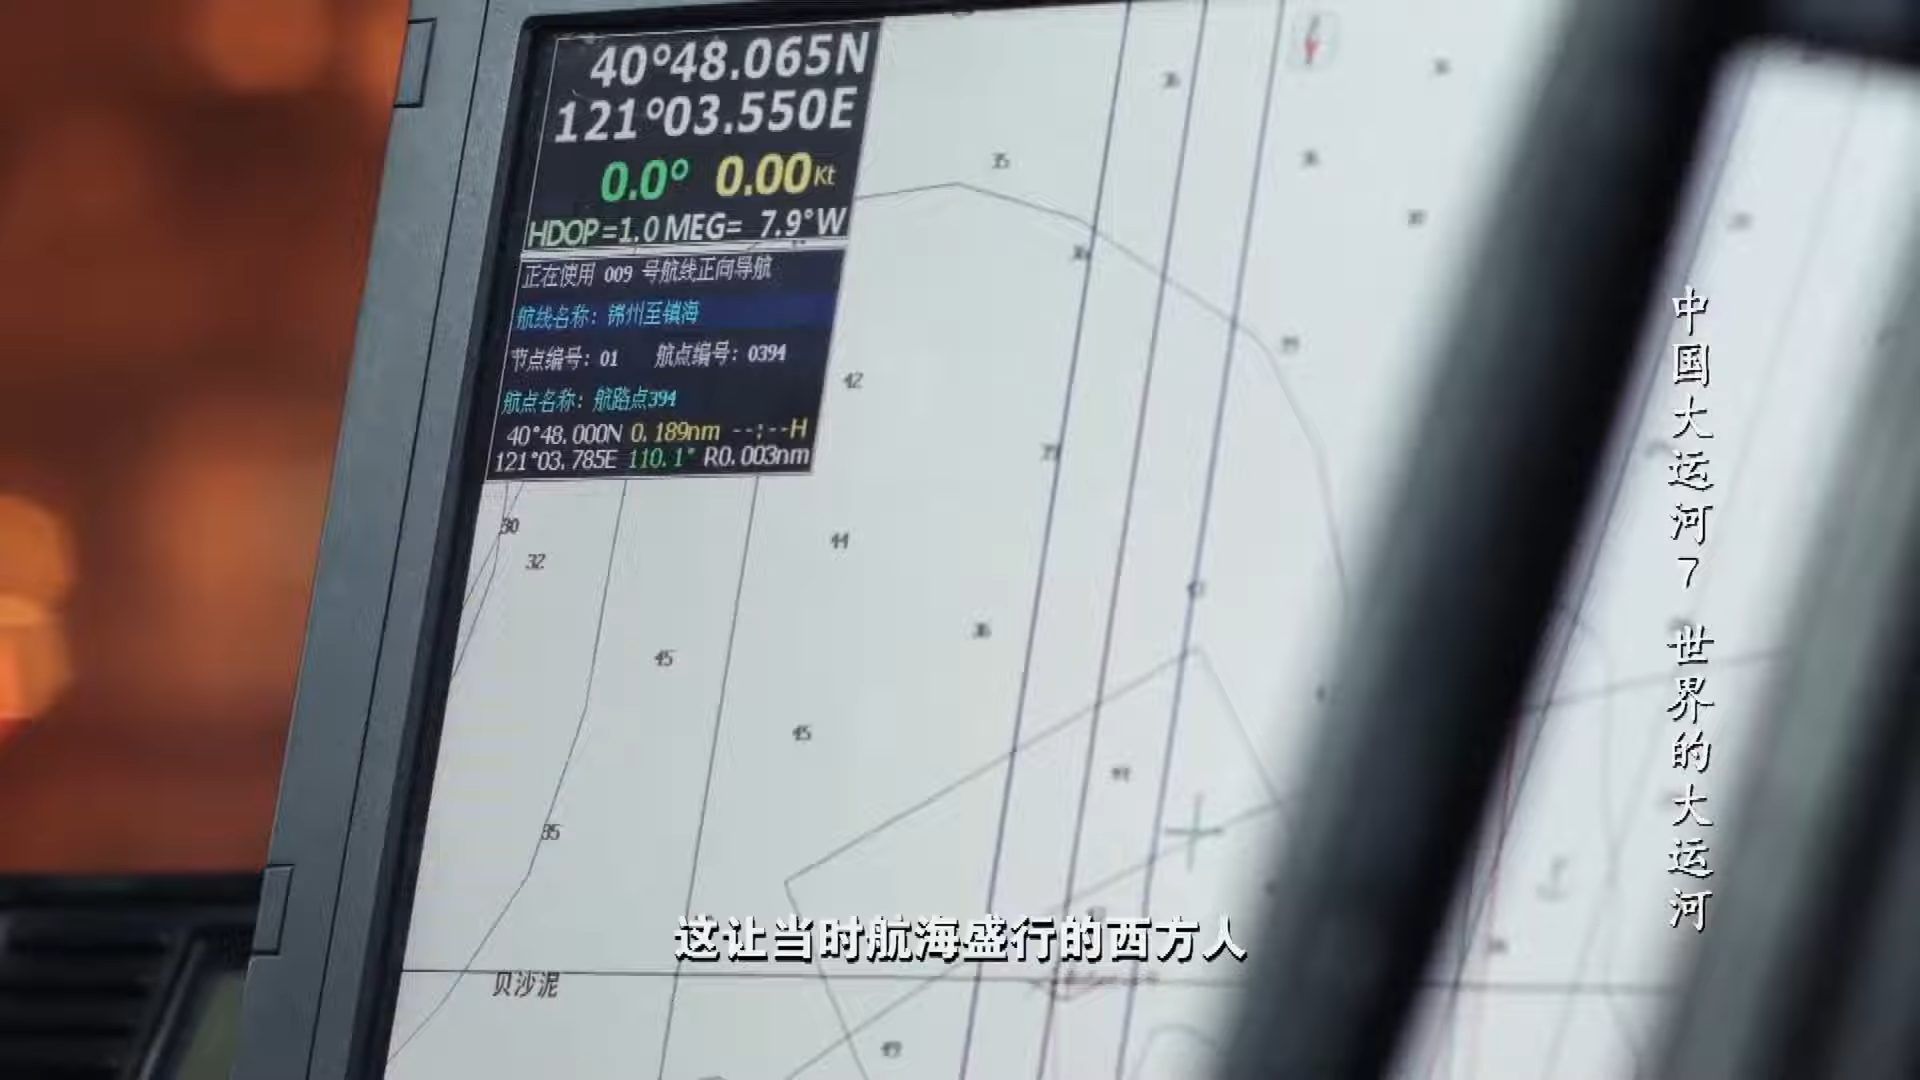 40°48.065N
121°03.550E
0.0° 0.00Kt
HDOP=1.0 MEG= 7.9°W
正在使用 009 号航线正向导航
航线名称：锦州至镇海
节点编号：01 航点编号：0394
航点名称：航路点394
40°48.000N 0.189nm --:--H
121°03.785E 110.1° R0.003nm
35
42
30
32
44
36
45
45
35
贝沙泥
49
中国大运河7 世界的大运河
这让当时航海盛行的西方人